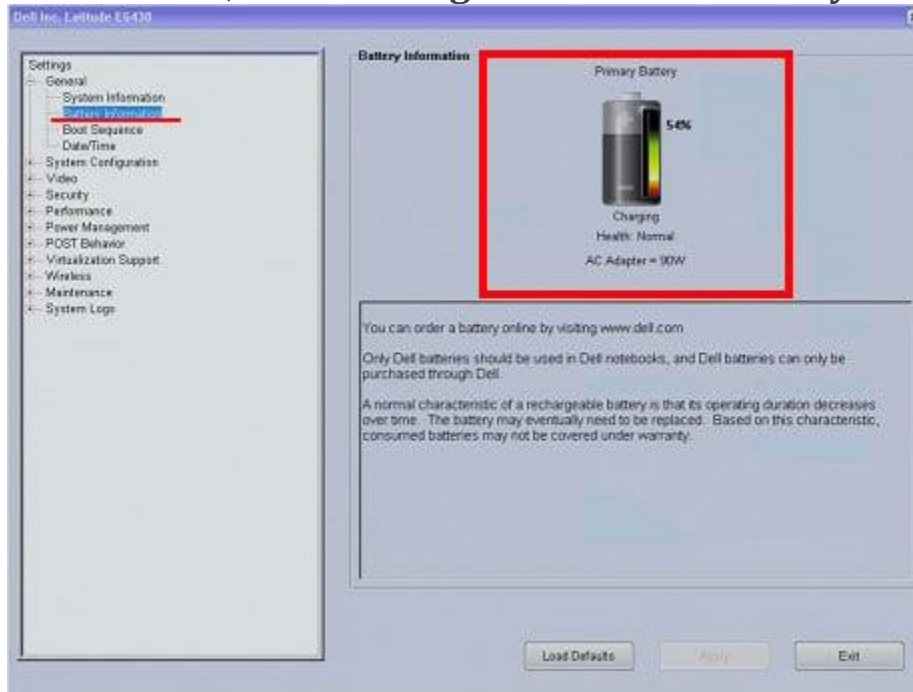 Dell Inc. Latitude E6430
Settings
General
System Information
Battery Information
Boot Sequence
Date/Time
System Configuration
Video
Security
Performance
Power Management
POST Behavior
Virtualization Support
Wireless
Maintenance
System Logs
Battery Information
Primary Battery
54%
Charging
Health: Normal
AC Adapter = 90W
You can order a battery online by visiting www.dell.com
Only Dell batteries should be used in Dell notebooks, and Dell batteries can only be
purchased through Dell.
A normal characteristic of a rechargeable battery is that its operating duration decreases
over time. The battery may eventually need to be replaced. Based on this characteristic,
consumed batteries may not be covered under warranty.
Load Defaults
Apply
Exit